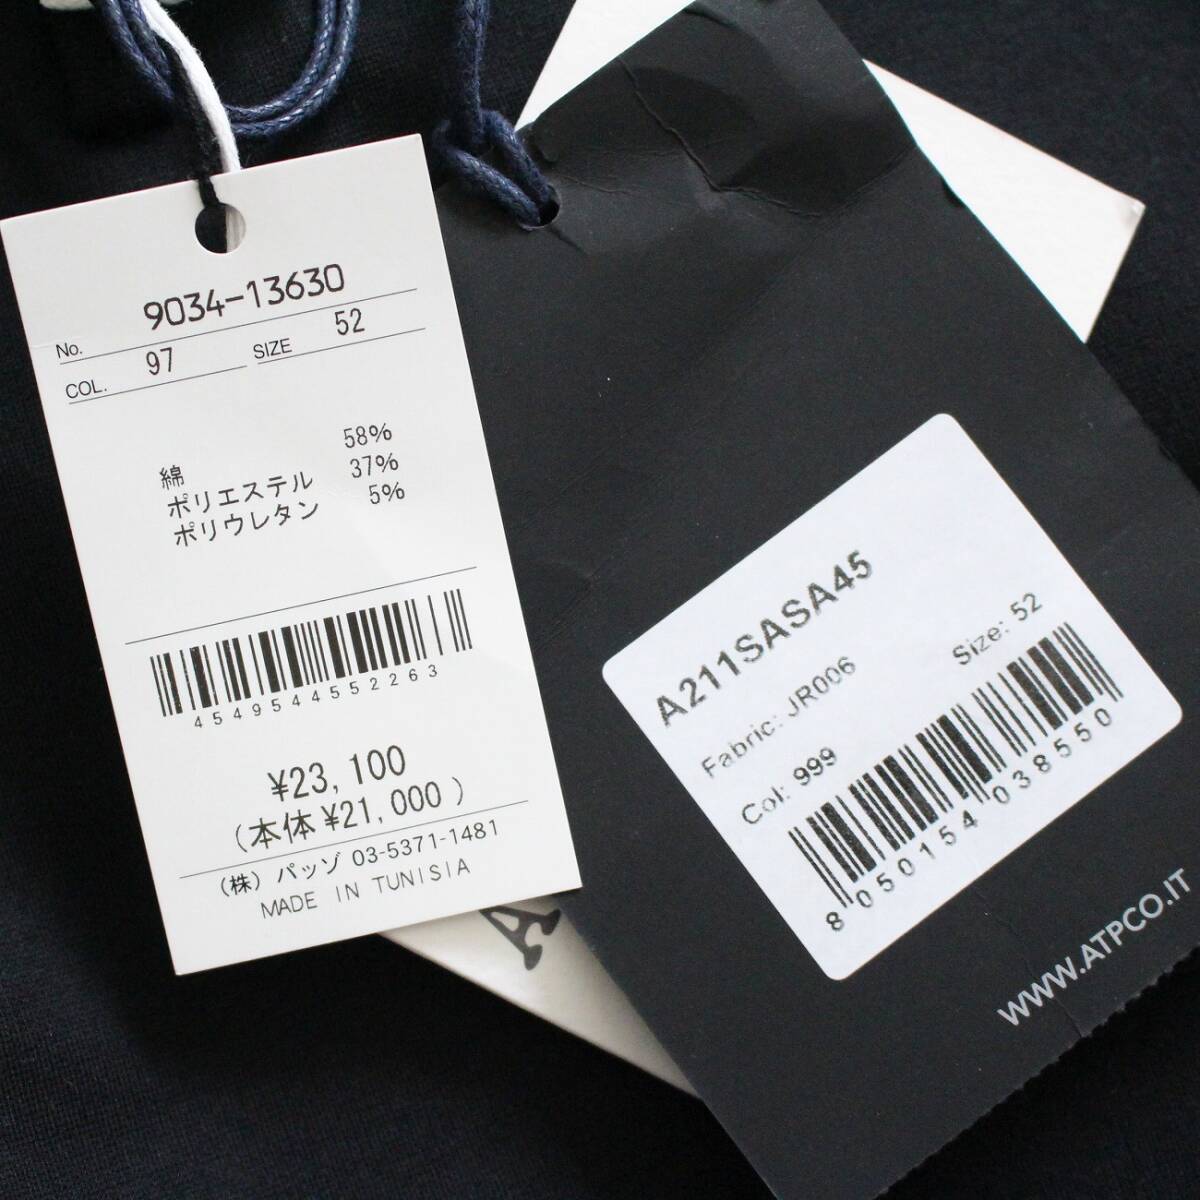 9034-13630
No.
COL. 97 SIZE 52
綿 58%
ポリエステル 37%
ポリウレタン 5%
4549544552263
¥23,100
(本体¥21,000)
(株) パッゾ 03-5371-1481
MADE IN TUNISIA
A
A211SASA45
Fabric: JR006
Size: 52
Col: 999
8050154038550
WWW.ATPCO.IT